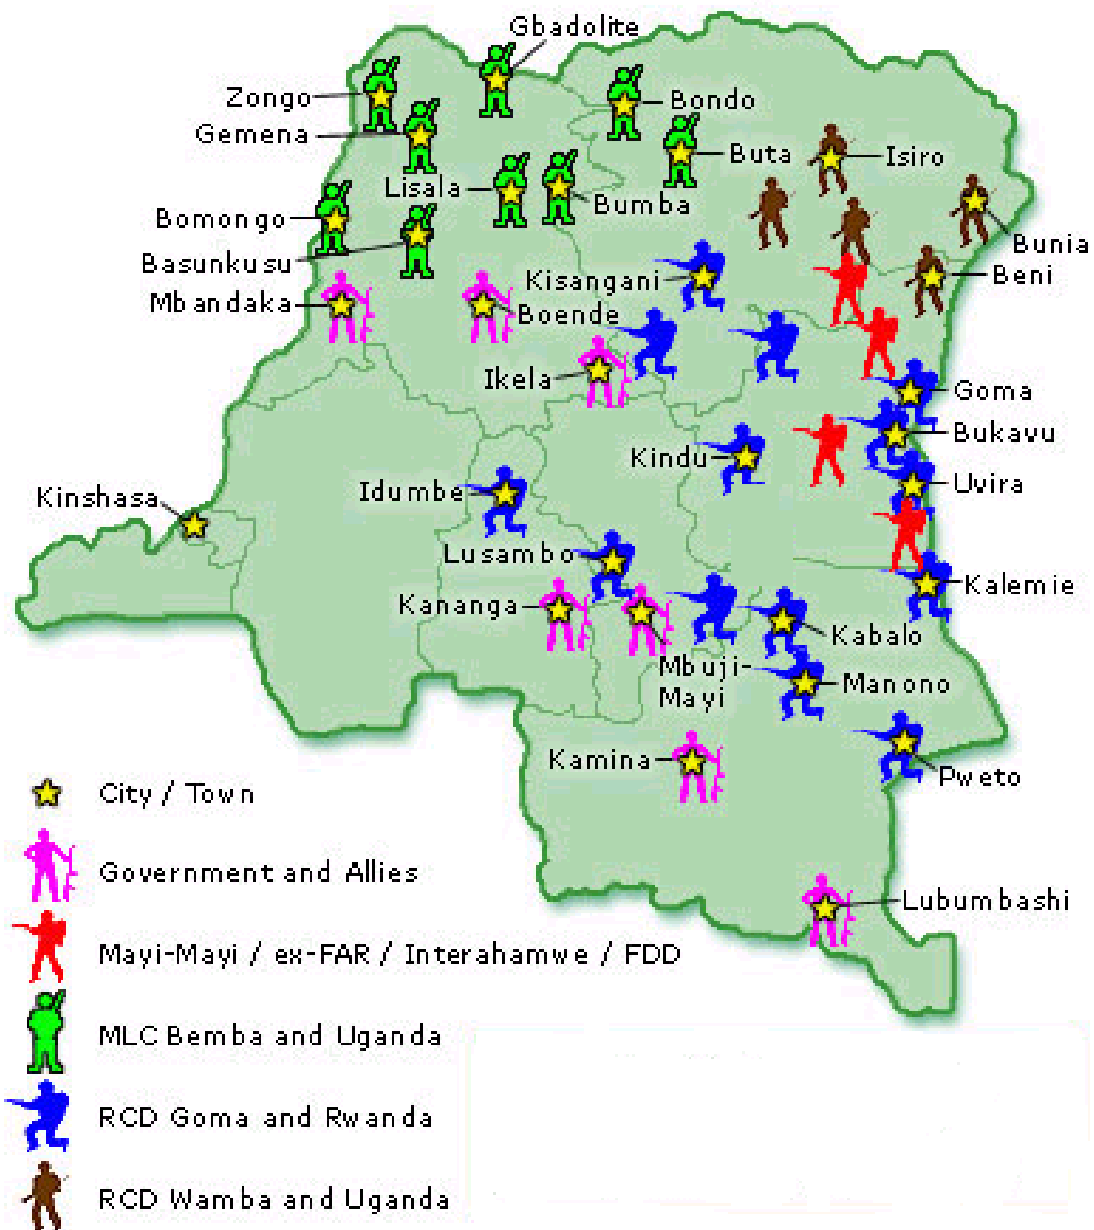 Gbadolite
Zongo
Bondo
Gemena
Buta
Isiro
Lisala
Bumba
Bomongo
Bunia
Basunkusu
Kisangani
Beni
Mbandaka
Boende
Ikela
Goma
Bukavu
Kindu
Uvira
Kinshasa
Idumbe
Lusambo
Kalemie
Kananga
Kabalo
Mbuji-
Mayi
Manono
Kamina
Pweto
City / Town
Government and Allies
Lubumbashi
Mayi-Mayi / ex-FAR / Interahamwe / FDD
MLC Bemba and Uganda
RCD Goma and Rwanda
RCD Wamba and Uganda